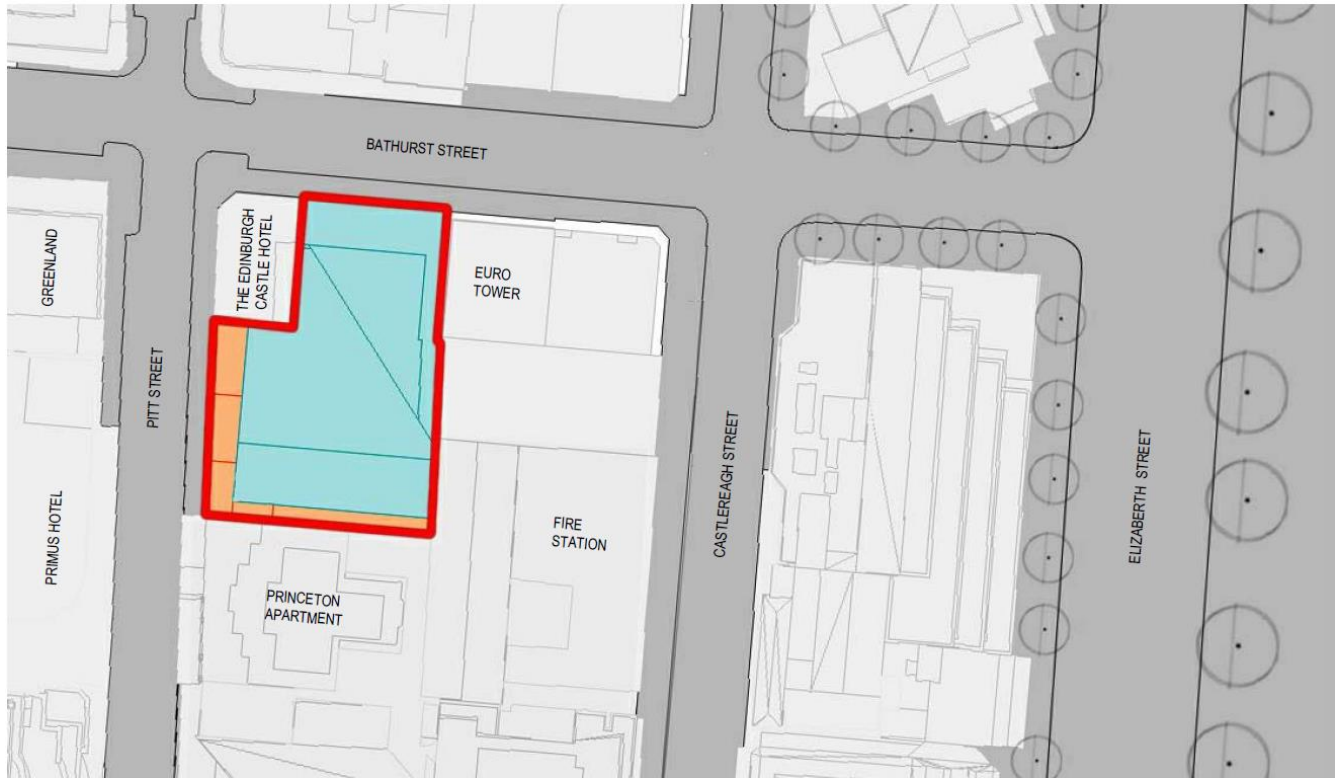 BATHURST STREET
GREENLAND
THE EDINBURGH
CASTLE HOTEL
EURO
TOWER
PITT STREET
CASTLEREAGH STREET
ELIZABERTH STREET
PRIMUS HOTEL
FIRE
STATION
PRINCETON
APARTMENT